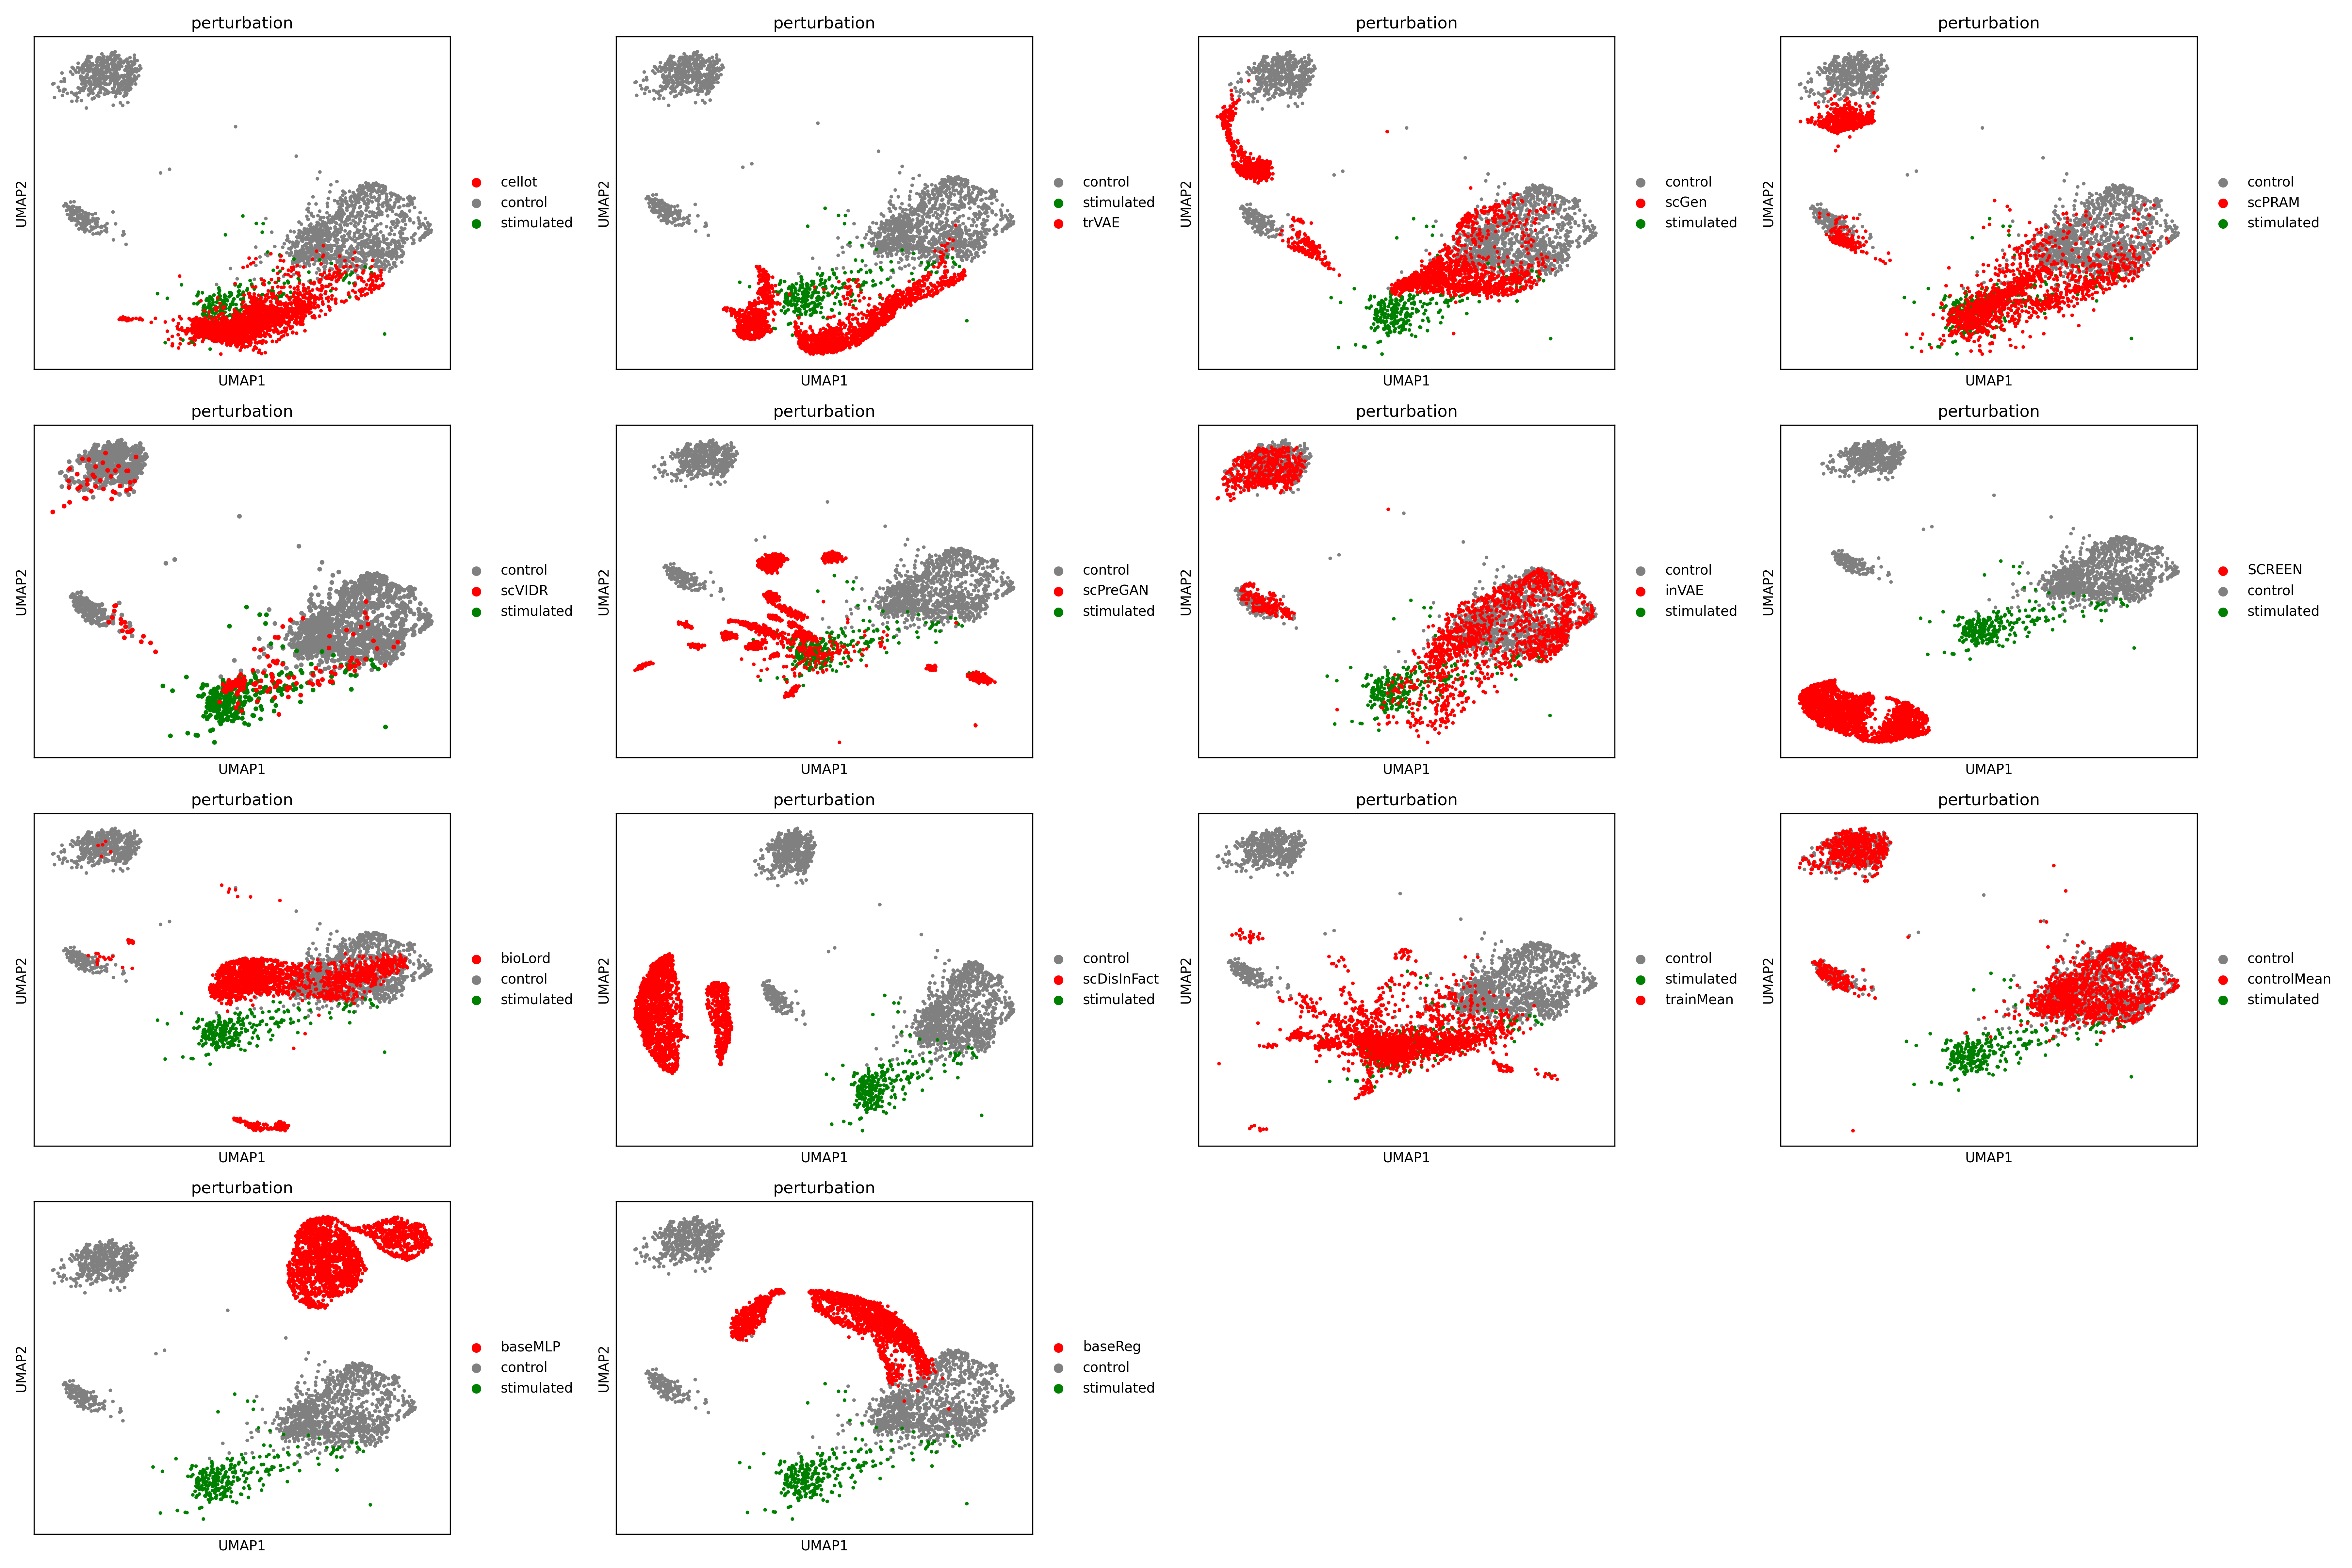 perturbation
UMAP2
cellot
control
stimulated
UMAP1
perturbation
UMAP2
control
stimulated
trVAE
UMAP1
perturbation
UMAP2
control
scGen
stimulated
UMAP1
perturbation
UMAP2
control
scPRAM
stimulated
UMAP1
perturbation
UMAP2
control
scVIDR
stimulated
UMAP1
perturbation
UMAP2
control
scPreGAN
stimulated
UMAP1
perturbation
UMAP2
control
inVAE
stimulated
UMAP1
perturbation
UMAP2
SCREEN
control
stimulated
UMAP1
perturbation
UMAP2
bioLord
control
stimulated
UMAP1
perturbation
UMAP2
control
scDisInFact
stimulated
UMAP1
perturbation
UMAP2
control
stimulated
trainMean
UMAP1
perturbation
UMAP2
control
controlMean
stimulated
UMAP1
perturbation
UMAP2
baseMLP
control
stimulated
UMAP1
perturbation
UMAP2
baseReg
control
stimulated
UMAP1